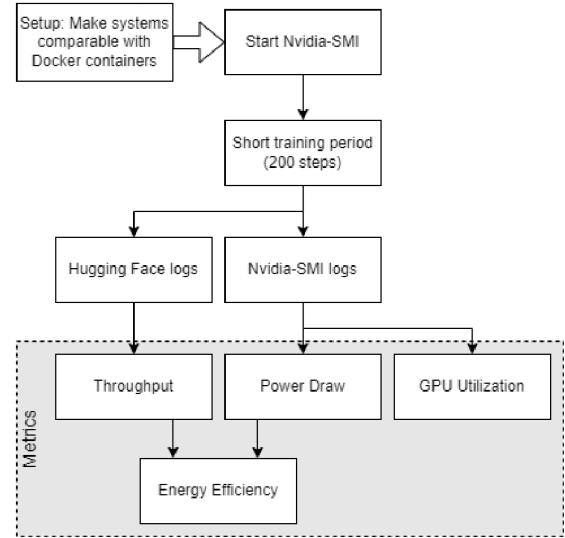 Setup: Make systems
comparable with
Docker containers
Start Nvidia-SMI
Short training period
(200 steps)
Hugging Face logs
Nvidia-SMI logs
Metrics
Throughput
Power Draw
GPU Utilization
Energy Efficiency